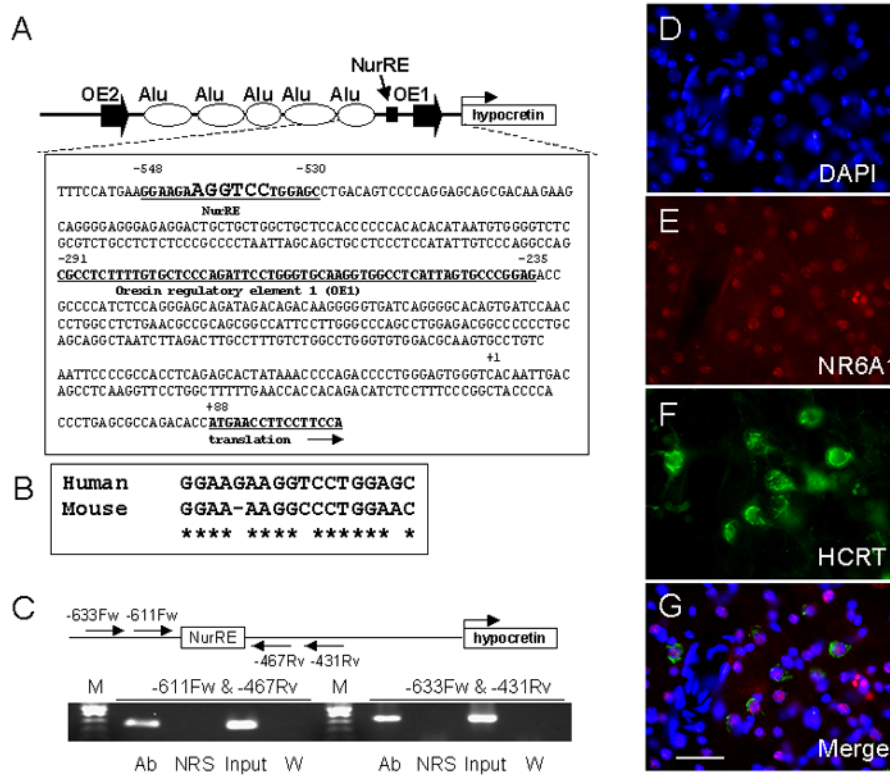 A
NurRE
OE2 Alu Alu Alu Alu Alu OE1
hypocretin
-548 -530
TTTCCATGAAGGAAGAAGGTCCTGGAGCCTGACAGTCCCCAGGAGCAGCGACAAGAAG
NurRE
CAGGGGAGGGAGAGGACTGCTGCTGGCTGCTCCACCCCCCACACACATAATGTGGGGTCTC
GCGTCTGCCTCTCTCCCGCCCCTAATTAGCAGCTGCCTCCCTCCATATTGTCCCAGGCCAG
-291 -235
CGCCTCTTTTGTGCTCCCAGATTCCTGGGTGCAAGGTGGCCTCATTAGTGCCCGGAGACC
Orexin regulatory element 1 (OE1)
GCCCCATCTCCAGGGAGCAGATAGACAGACAAGGGGGTGATCAGGGGCACAGTGATCCAAC
CCTGGCCTCTGAACGCCGCAGCGGCCATTCCTTGGGCCCAGCCTGGAGACGGCCCCCCTGC
AGCAGGCTAATCTTAGACTTGCCTTTGTCTGGCCTGGGTGTGGACGCAAGTGCCTGTC
+1
AATTCCCCGCCACCTCAGAGCACTATAAACCCCAGACCCCTGGGAGTGGGTCACAATTGAC
AGCCTCAAGGTTCCTGGCTTTTTGAACCACCACAGACATCTCCTTTCCCGGCTACCCCA
+88
CCCTGAGCGCCAGACACCATGAACCTTCCTTCCA
translation
B
Human GGAAGAAGGTCCTGGAGC
Mouse GGAA-AAGGCCCTGGAAC
**** **** ****** *
C
-633Fw -611Fw
NurRE
-467Rv -431Rv
hypocretin
M -611Fw & -467Rv M -633Fw & -431Rv
Ab NRS Input W Ab NRS Input W
D
DAPI
E
NR6A1
F
HCRT
G
Merge